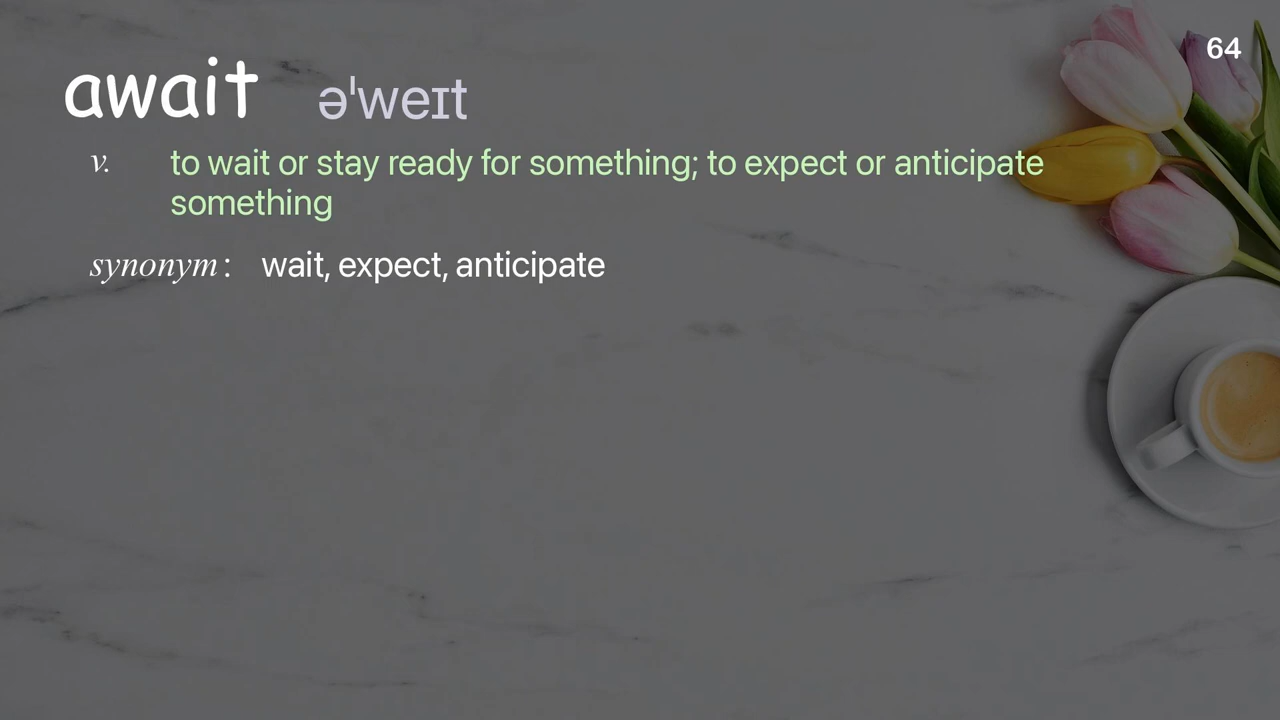 64
await əˈweɪt
v. to wait or stay ready for something; to expect or anticipate
something
synonym : wait, expect, anticipate